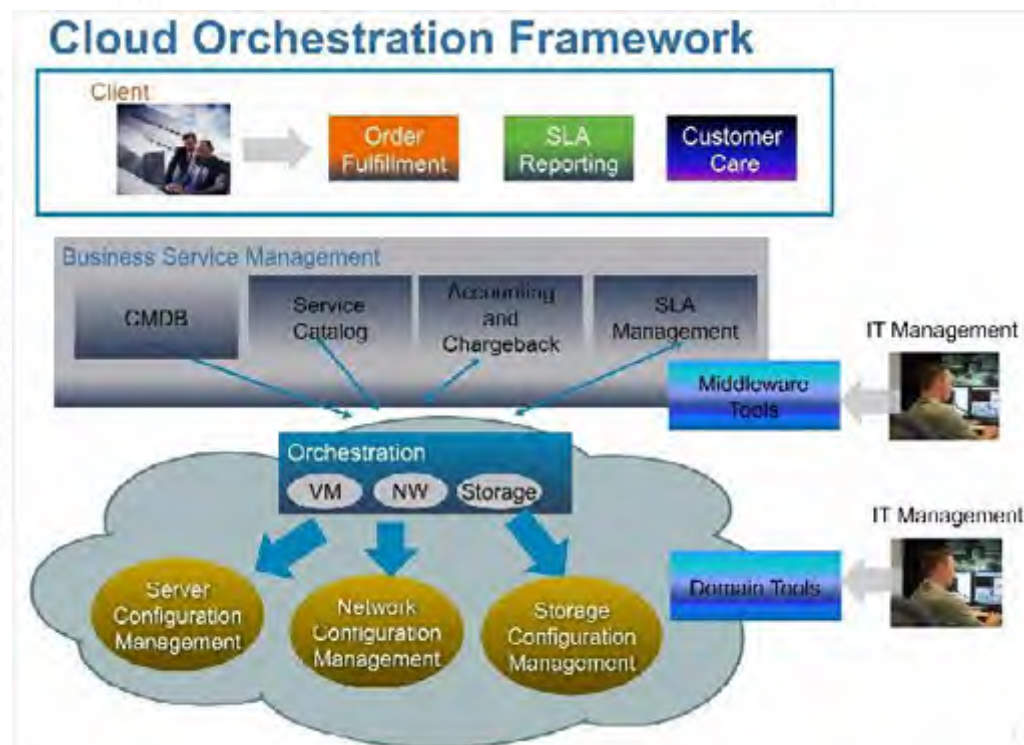 Cloud Orchestration Framework
Client
Order
Fulfillment
SLA
Reporting
Customer
Care
Business Service Management
CMDB
Service
Catalog
Accounting
and
Chargeback
SLA
Management
IT Management
Middleware
Tools
Orchestration
VM
NW
Storage
IT Management
Domain Tools
Server
Configuration
Management
Network
Configuration
Management
Storage
Configuration
Management